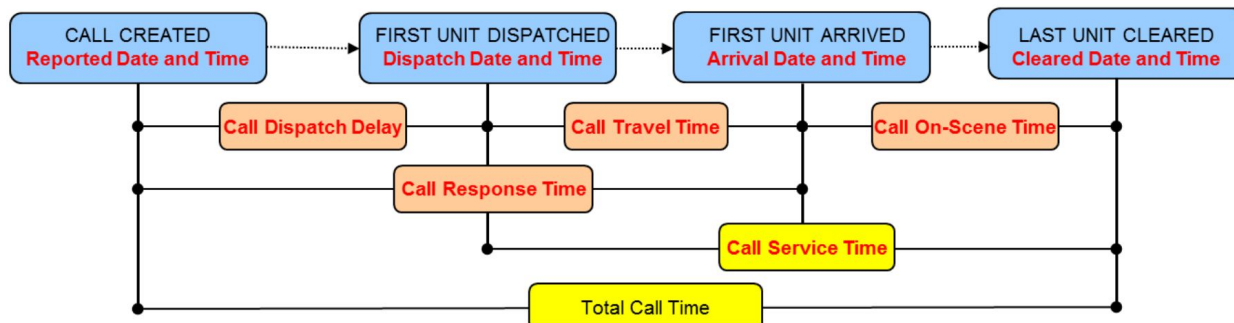 CALL CREATED
Reported Date and Time
FIRST UNIT DISPATCHED
Dispatch Date and Time
FIRST UNIT ARRIVED
Arrival Date and Time
LAST UNIT CLEARED
Cleared Date and Time
Call Dispatch Delay
Call Travel Time
Call On-Scene Time
Call Response Time
Call Service Time
Total Call Time